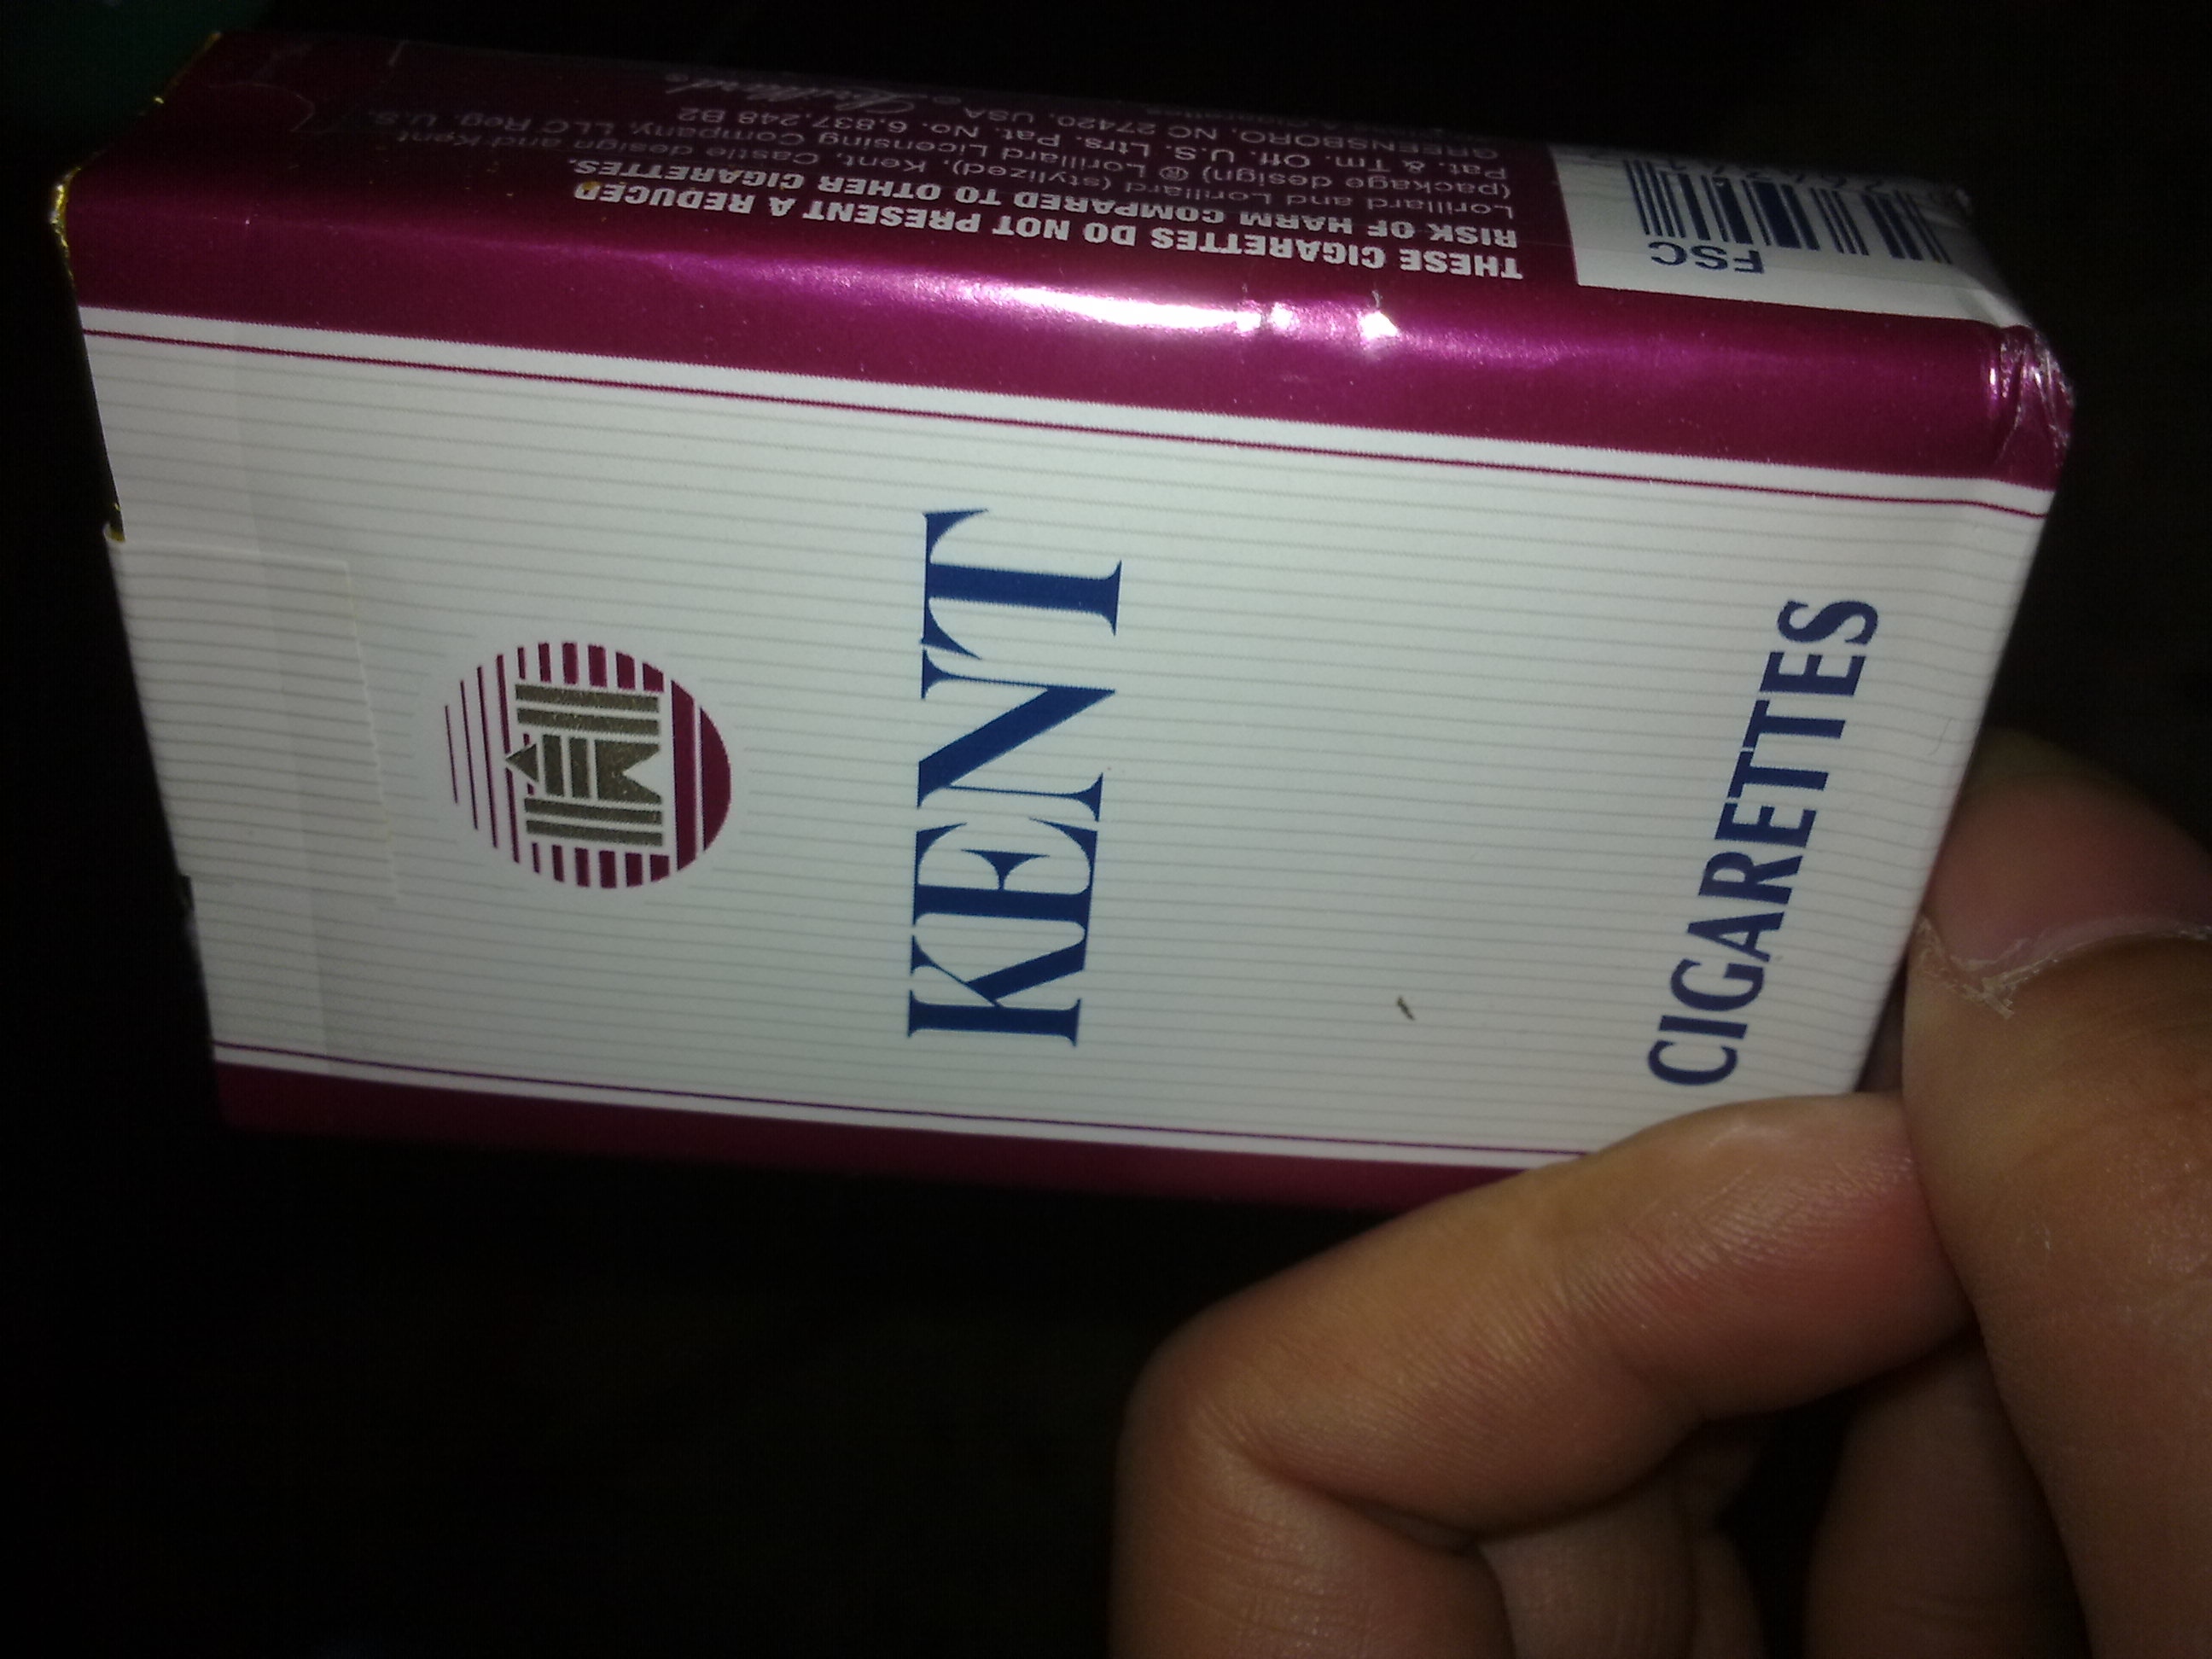 KENT
CIGARETTES
FSC
THESE CIGARETTES DO NOT PRESENT A REDUCED
RISK OF HARM COMPARED TO OTHER CIGARETTES.
Lorillard and Lorillard (stylized), Kent, Castle design and Kent
(package design) ® Lorillard Licensing Company, LLC Reg. U.S.
Pat. & Tm. Off. U.S. Ltrs. Pat. No. 6,837,248 B2
GREENSBORO, NC 27420, USA
Lorillard